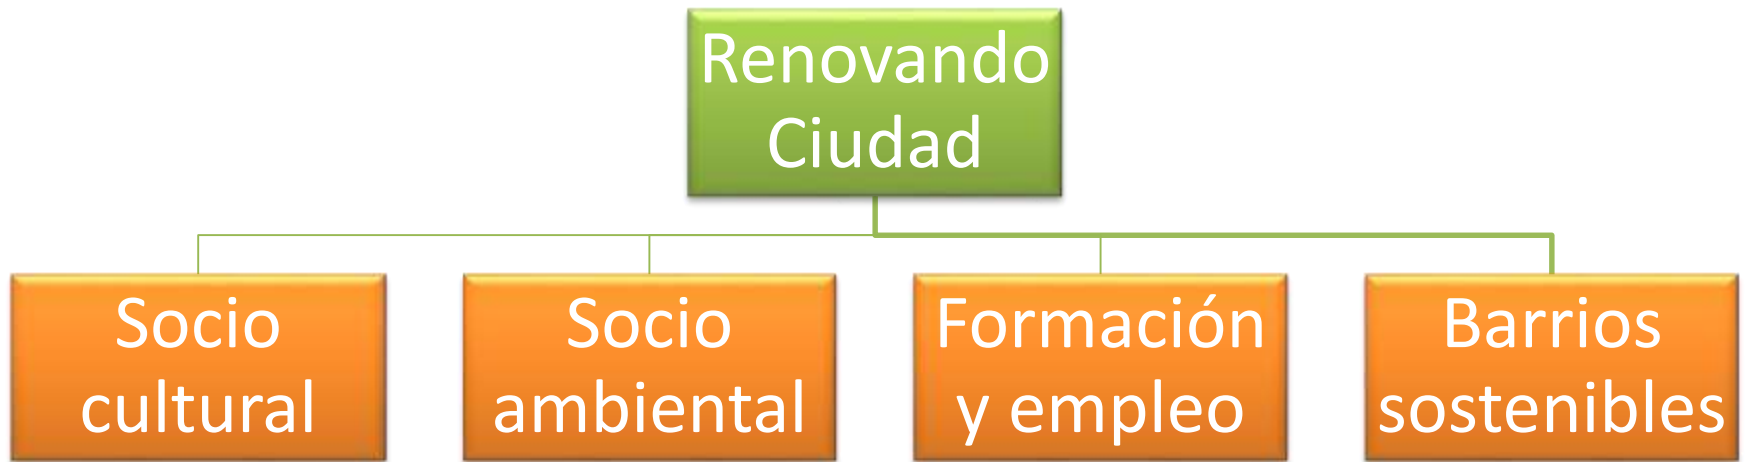 Renovando
Ciudad
Socio
cultural
Socio
ambiental
Formación
y empleo
Barrios
sostenibles